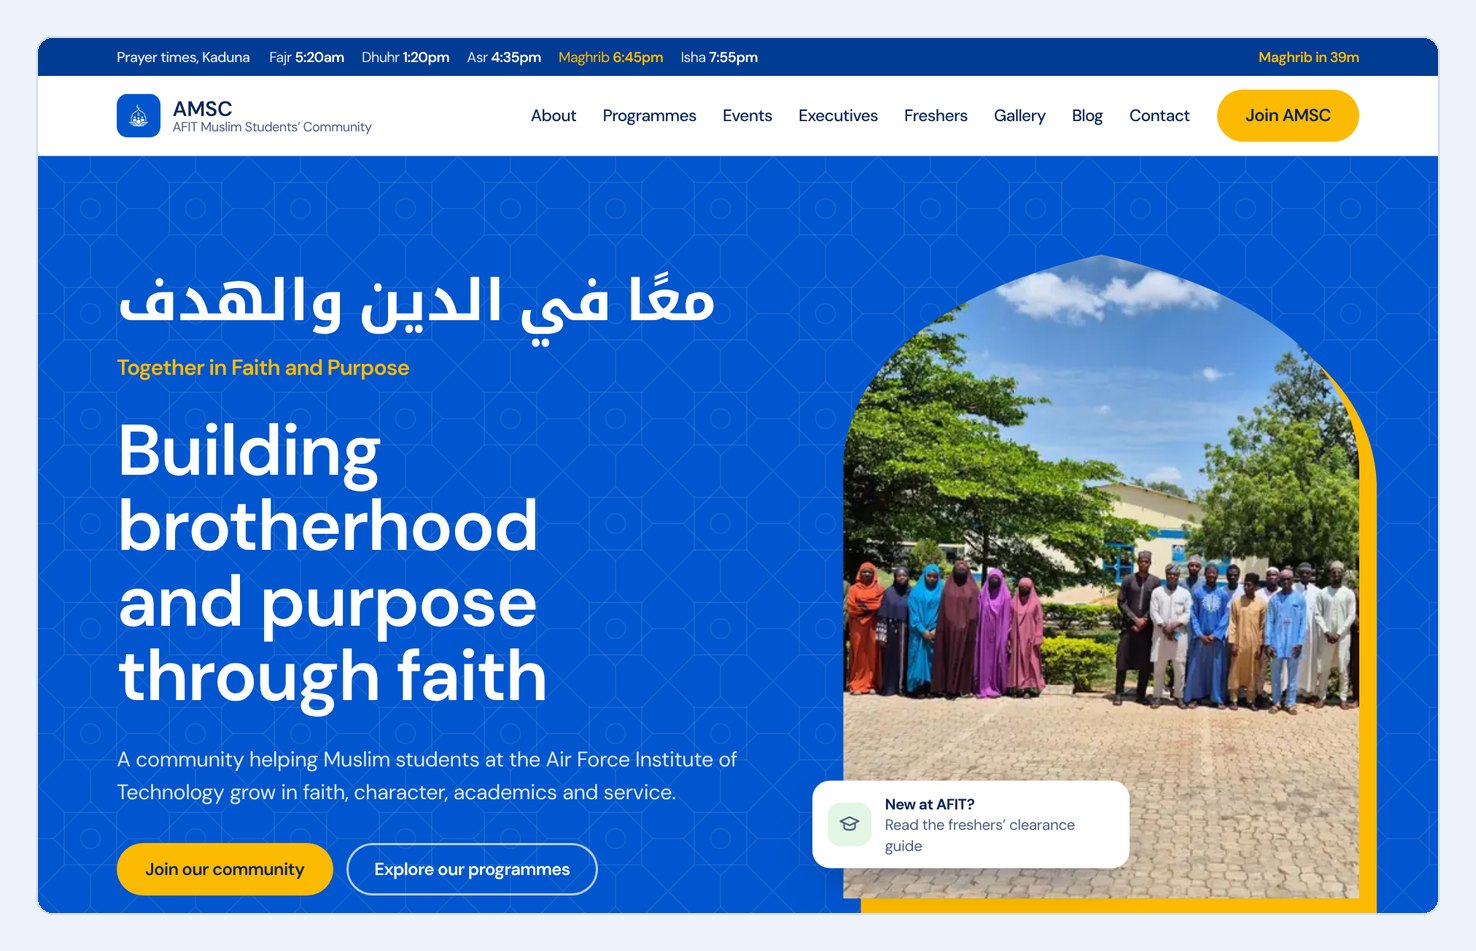 Prayer times, Kaduna Fajr 5:20am Dhuhr 1:20pm Asr 4:35pm Maghrib 6:45pm Isha 7:55pm Maghrib in 39m
AMSC
AFIT Muslim Students’ Community
About Programmes Events Executives Freshers Gallery Blog Contact Join AMSC
معًا في الدين والهدف
Together in Faith and Purpose
Building
brotherhood
and purpose
through faith
A community helping Muslim students at the Air Force Institute of
Technology grow in faith, character, academics and service.
Join our community Explore our programmes
New at AFIT?
Read the freshers’ clearance
guide